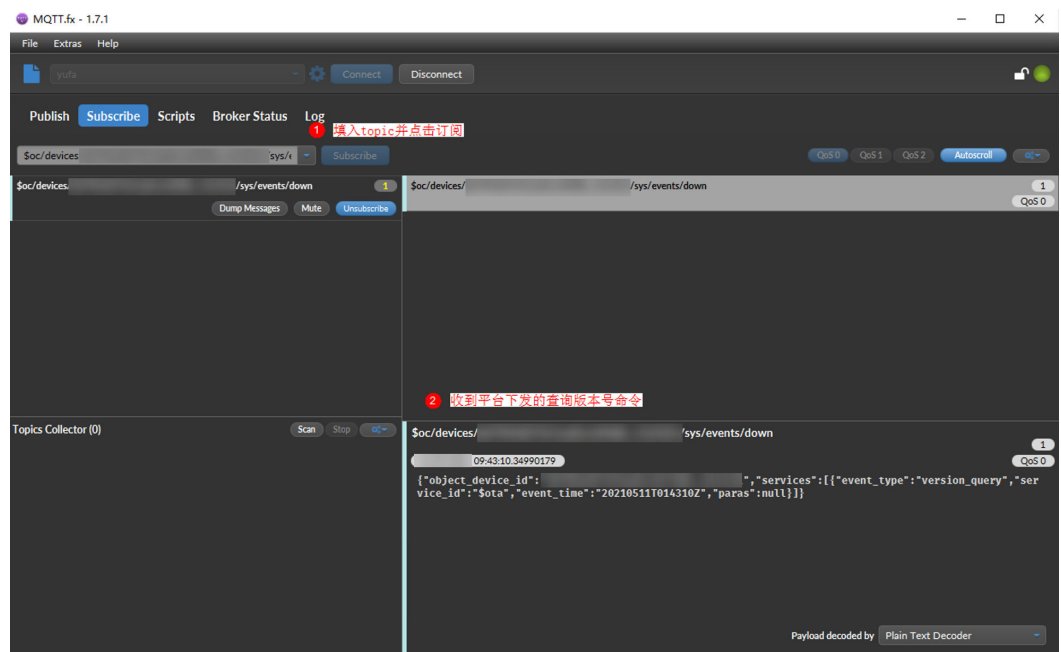 MQTT.fx - 1.7.1
File Extras Help
yufa Connect Disconnect
Publish Subscribe Scripts Broker Status Log
1 填入topic并点击订阅
$oc/devices sys/e Subscribe QoS 0 QoS 1 QoS 2 Autoscroll
$oc/devices/ /sys/events/down 1
Dump Messages Mute Unsubscribe
$oc/devices/ /sys/events/down 1
QoS 0
2 收到平台下发的查询版本号命令
Topics Collector (0) Scan Stop
$oc/devices/ /sys/events/down
1
09:43:10.34990179 QoS 0
{"object_device_id": ","services":[{"event_type":"version_query","ser
vice_id":"$ota","event_time":"20210511T014310Z","paras":null}]}
Payload decoded by Plain Text Decoder